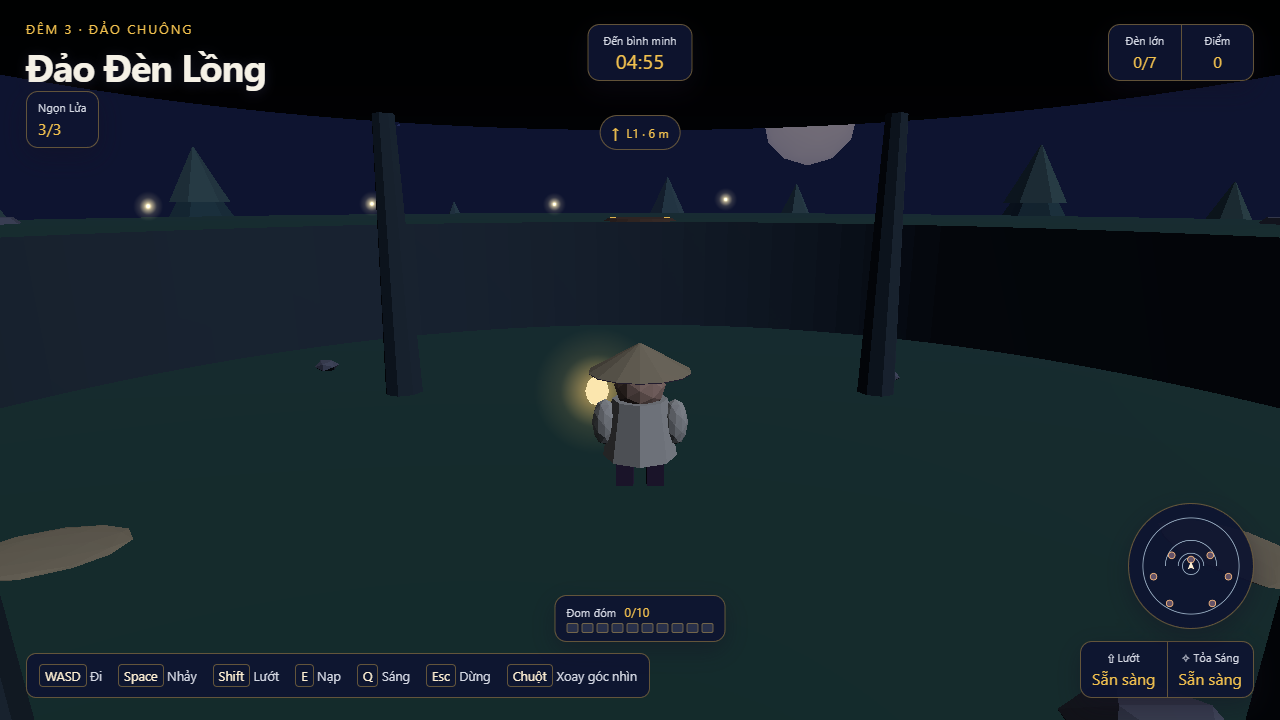 ĐÊM 3 · ĐẢO CHUÔNG
Đảo Đèn Lồng
Ngọn Lửa
3/3
Đến bình minh
04:55
↑ L1 · 6 m
Đèn lớn
0/7
Điểm
0
Đom đóm 0/10
WASD Đi Space Nhảy Shift Lướt E Nạp Q Sáng Esc Dừng Chuột Xoay góc nhìn
⇧ Lướt
Sẵn sàng
✧ Tỏa Sáng
Sẵn sàng